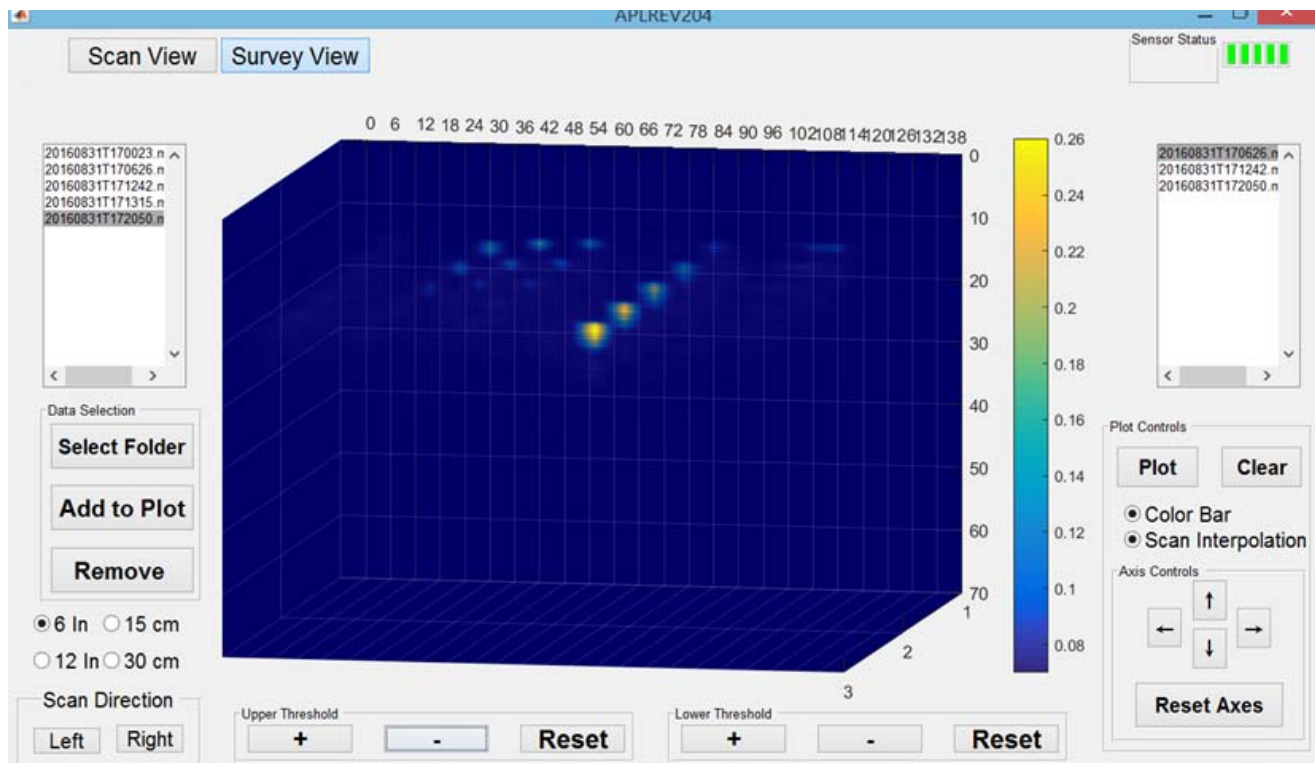 APLREV204
Scan View
Survey View
Sensor Status
0 6 12 18 24 30 36 42 48 54 60 66 72 78 84 90 96 102 108 114 120 126 132 138
20160831T170023.n
20160831T170626.n
20160831T171242.n
20160831T171315.n
20160831T172050.n
0
10
20
30
40
50
60
70
1
2
3
0.26
0.24
0.22
0.2
0.18
0.16
0.14
0.12
0.1
0.08
20160831T170626.n
20160831T171242.n
20160831T172050.n
Data Selection
Select Folder
Add to Plot
Remove
6 In 15 cm
12 In 30 cm
Scan Direction
Left Right
Upper Threshold
+ - Reset
Lower Threshold
+ - Reset
Plot Controls
Plot Clear
Color Bar
Scan Interpolation
Axis Controls
↑
← →
↓
Reset Axes